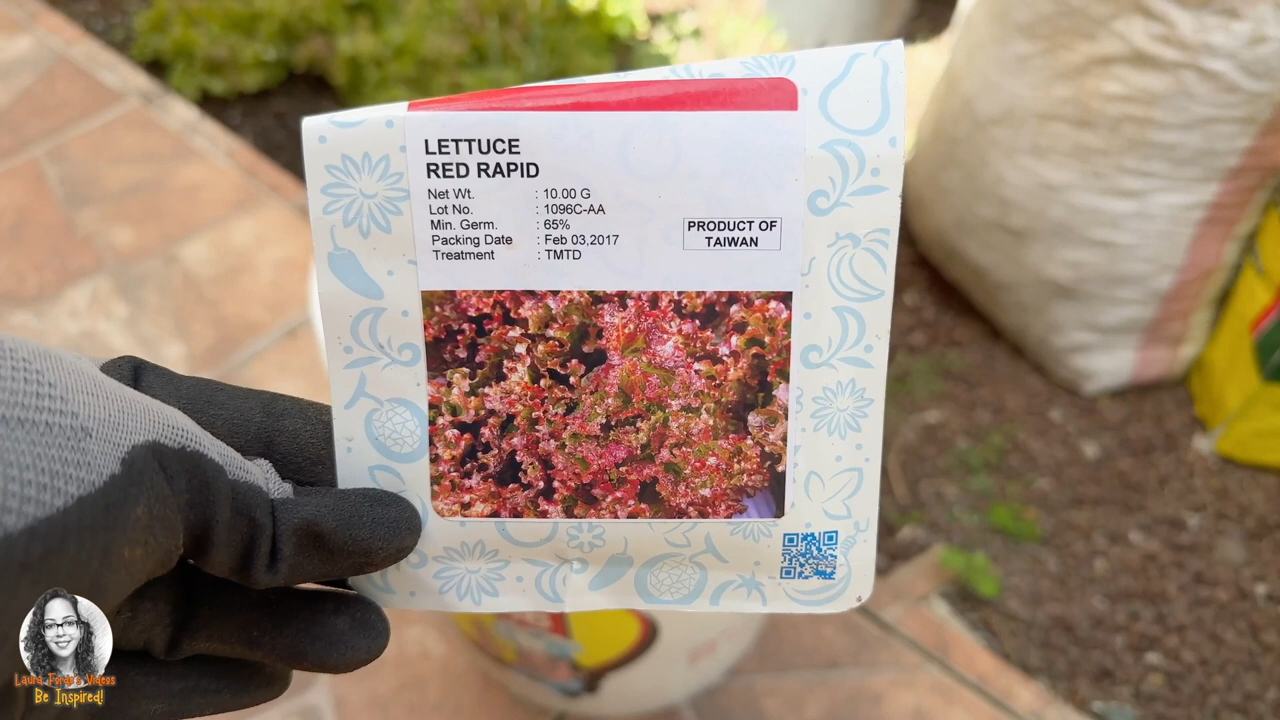 LETTUCE
RED RAPID
Net Wt. : 10.00 G
Lot No. : 1096C-AA
Min. Germ. : 65%
Packing Date : Feb 03,2017
Treatment : TMTD
PRODUCT OF
TAIWAN
Laura Forde's Videos
Be Inspired!